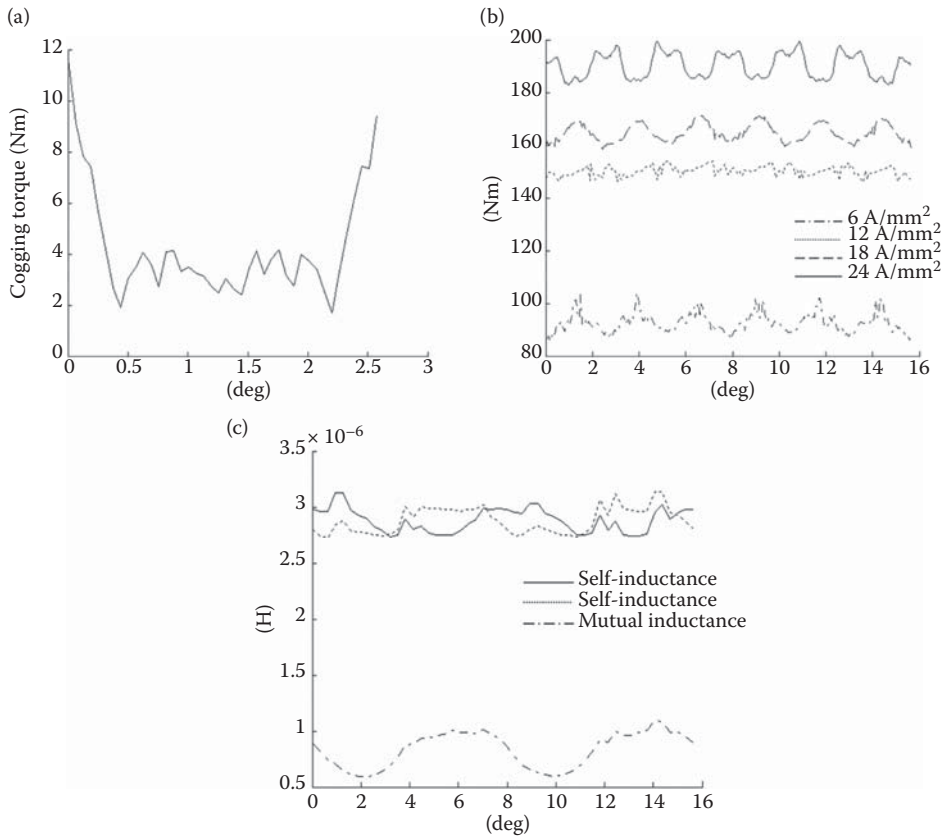 (a)
12
10
8
6
4
2
0
Cogging torque (Nm)
0
0.5
1
1.5
2
2.5
3
(deg)
(b)
200
180
160
140
120
100
80
(Nm)
6 A/mm²
12 A/mm²
18 A/mm²
24 A/mm²
0
2
4
6
8
10
12
14
16
(deg)
(c)
3.5 × 10⁻⁶
3
2.5
2
1.5
1
0.5
(H)
Self-inductance
Self-inductance
Mutual inductance
0
2
4
6
8
10
12
14
16
(deg)